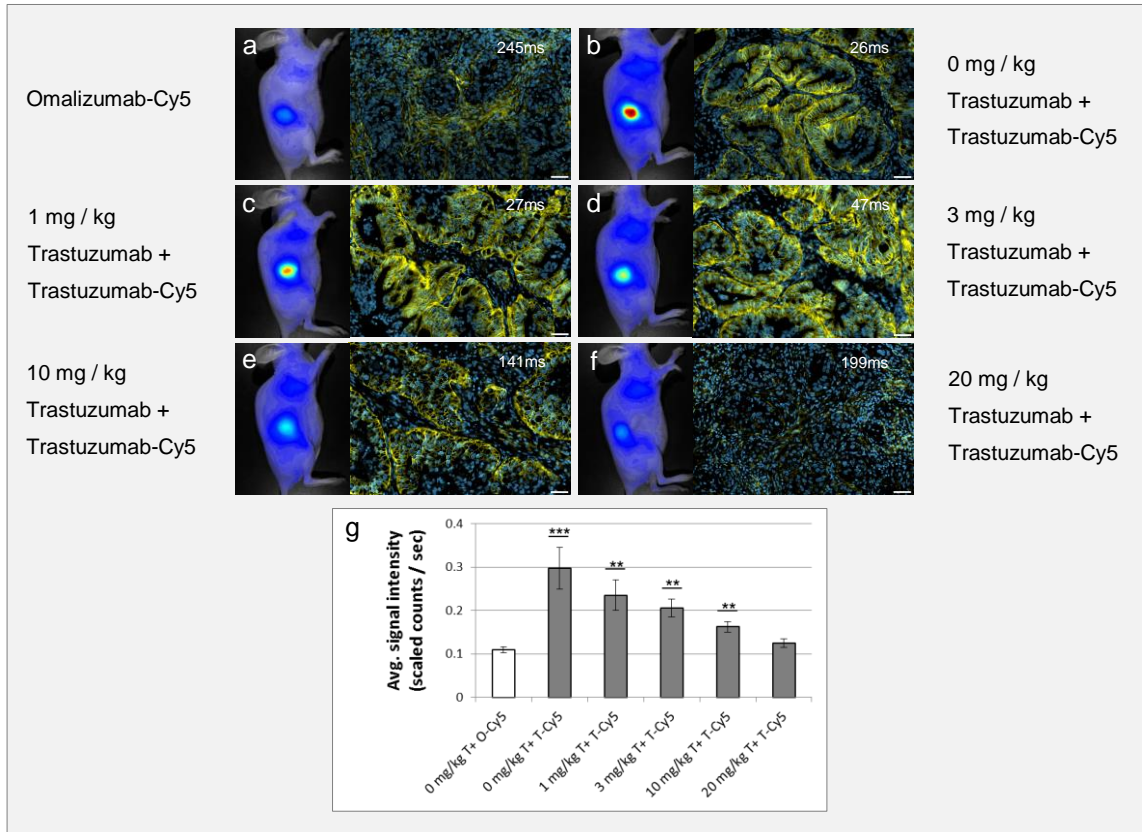 Omalizumab-Cy5
a
245ms
b
26ms
0 mg / kg
Trastuzumab +
Trastuzumab-Cy5
1 mg / kg
Trastuzumab +
Trastuzumab-Cy5
c
27ms
d
47ms
3 mg / kg
Trastuzumab +
Trastuzumab-Cy5
10 mg / kg
Trastuzumab +
Trastuzumab-Cy5
e
141ms
f
199ms
20 mg / kg
Trastuzumab +
Trastuzumab-Cy5
g
Avg. signal intensity
(scaled counts / sec)
0.4
0.3
0.2
0.1
0
***
**
**
**
0 mg/kg T+ O-Cy5
0 mg/kg T+ T-Cy5
1 mg/kg T+ T-Cy5
3 mg/kg T+ T-Cy5
10 mg/kg T+ T-Cy5
20 mg/kg T+ T-Cy5